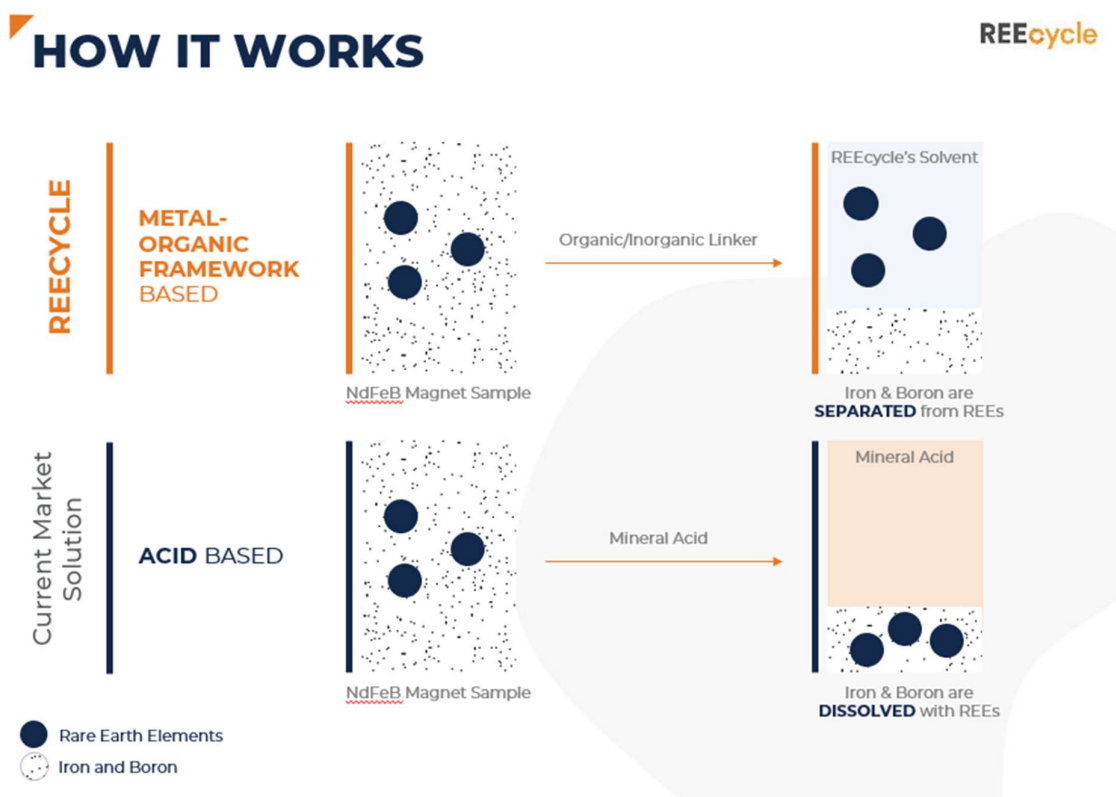 HOW IT WORKS
REEcycle
REECYCLE
METAL-
ORGANIC
FRAMEWORK
BASED
NdFeB Magnet Sample
Organic/Inorganic Linker
REEcycle's Solvent
Iron & Boron are
SEPARATED from REEs
Current Market
Solution
ACID BASED
NdFeB Magnet Sample
Mineral Acid
Mineral Acid
Iron & Boron are
DISSOLVED with REEs
Rare Earth Elements
Iron and Boron